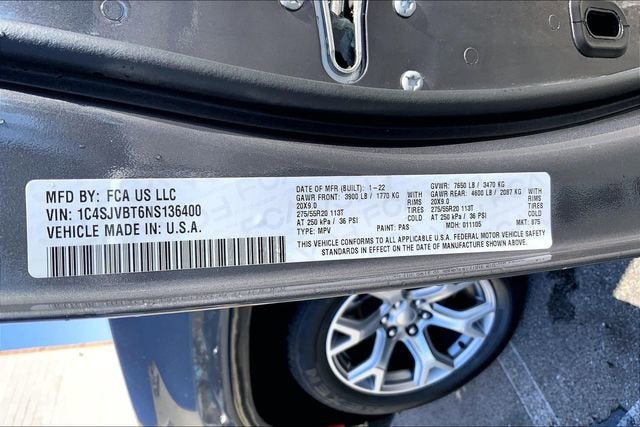 MFD BY: FCA US LLC
VIN: 1C4SJVBT6NS136400
VEHICLE MADE IN: U.S.A.
DATE OF MFR (BUILT): 1-22
GAWR FRONT: 3900 LB / 1770 KG WITH
20X9.0 RIMS
275/55R20 113T TIRES
AT 250 kPa / 36 PSI COLD
TYPE: MPV PAINT: PAS
GVWR: 7650 LB / 3470 KG
GAWR REAR: 4600 LB / 2087 KG WITH
20X9.0 RIMS
275/55R20 113T TIRES
AT 250 kPa / 36 PSI COLD
MDH: 011105 MKT: 075
THIS VEHICLE CONFORMS TO ALL APPLICABLE U.S.A. FEDERAL MOTOR VEHICLE SAFETY
STANDARDS IN EFFECT ON THE DATE OF MANUFACTURE SHOWN ABOVE.